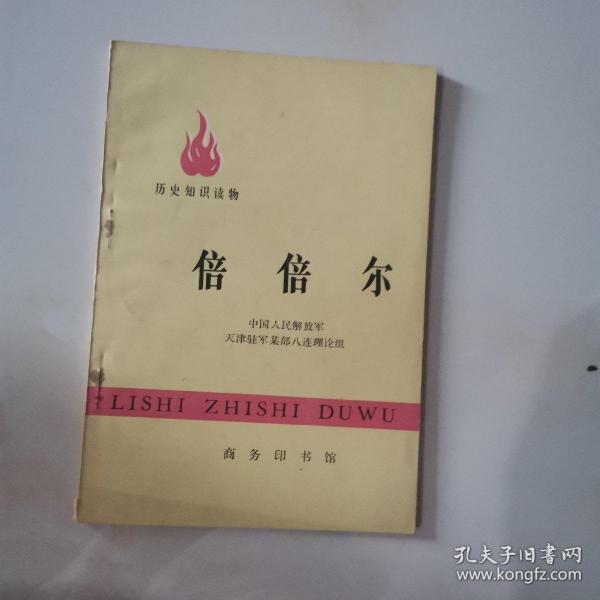 历史知识读物
倍倍尔
中国人民解放军
天津驻军某部八连理论组
LISHI ZHISHI DUWU
商务印书馆
孔夫子旧书网
www.kongfz.com